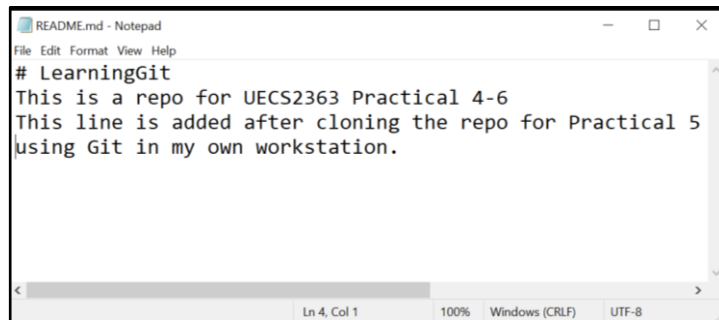 README.md - Notepad
File Edit Format View Help
# LearningGit
This is a repo for UECS2363 Practical 4-6
This line is added after cloning the repo for Practical 5
using Git in my own workstation.
Ln 4, Col 1 100% Windows (CRLF) UTF-8